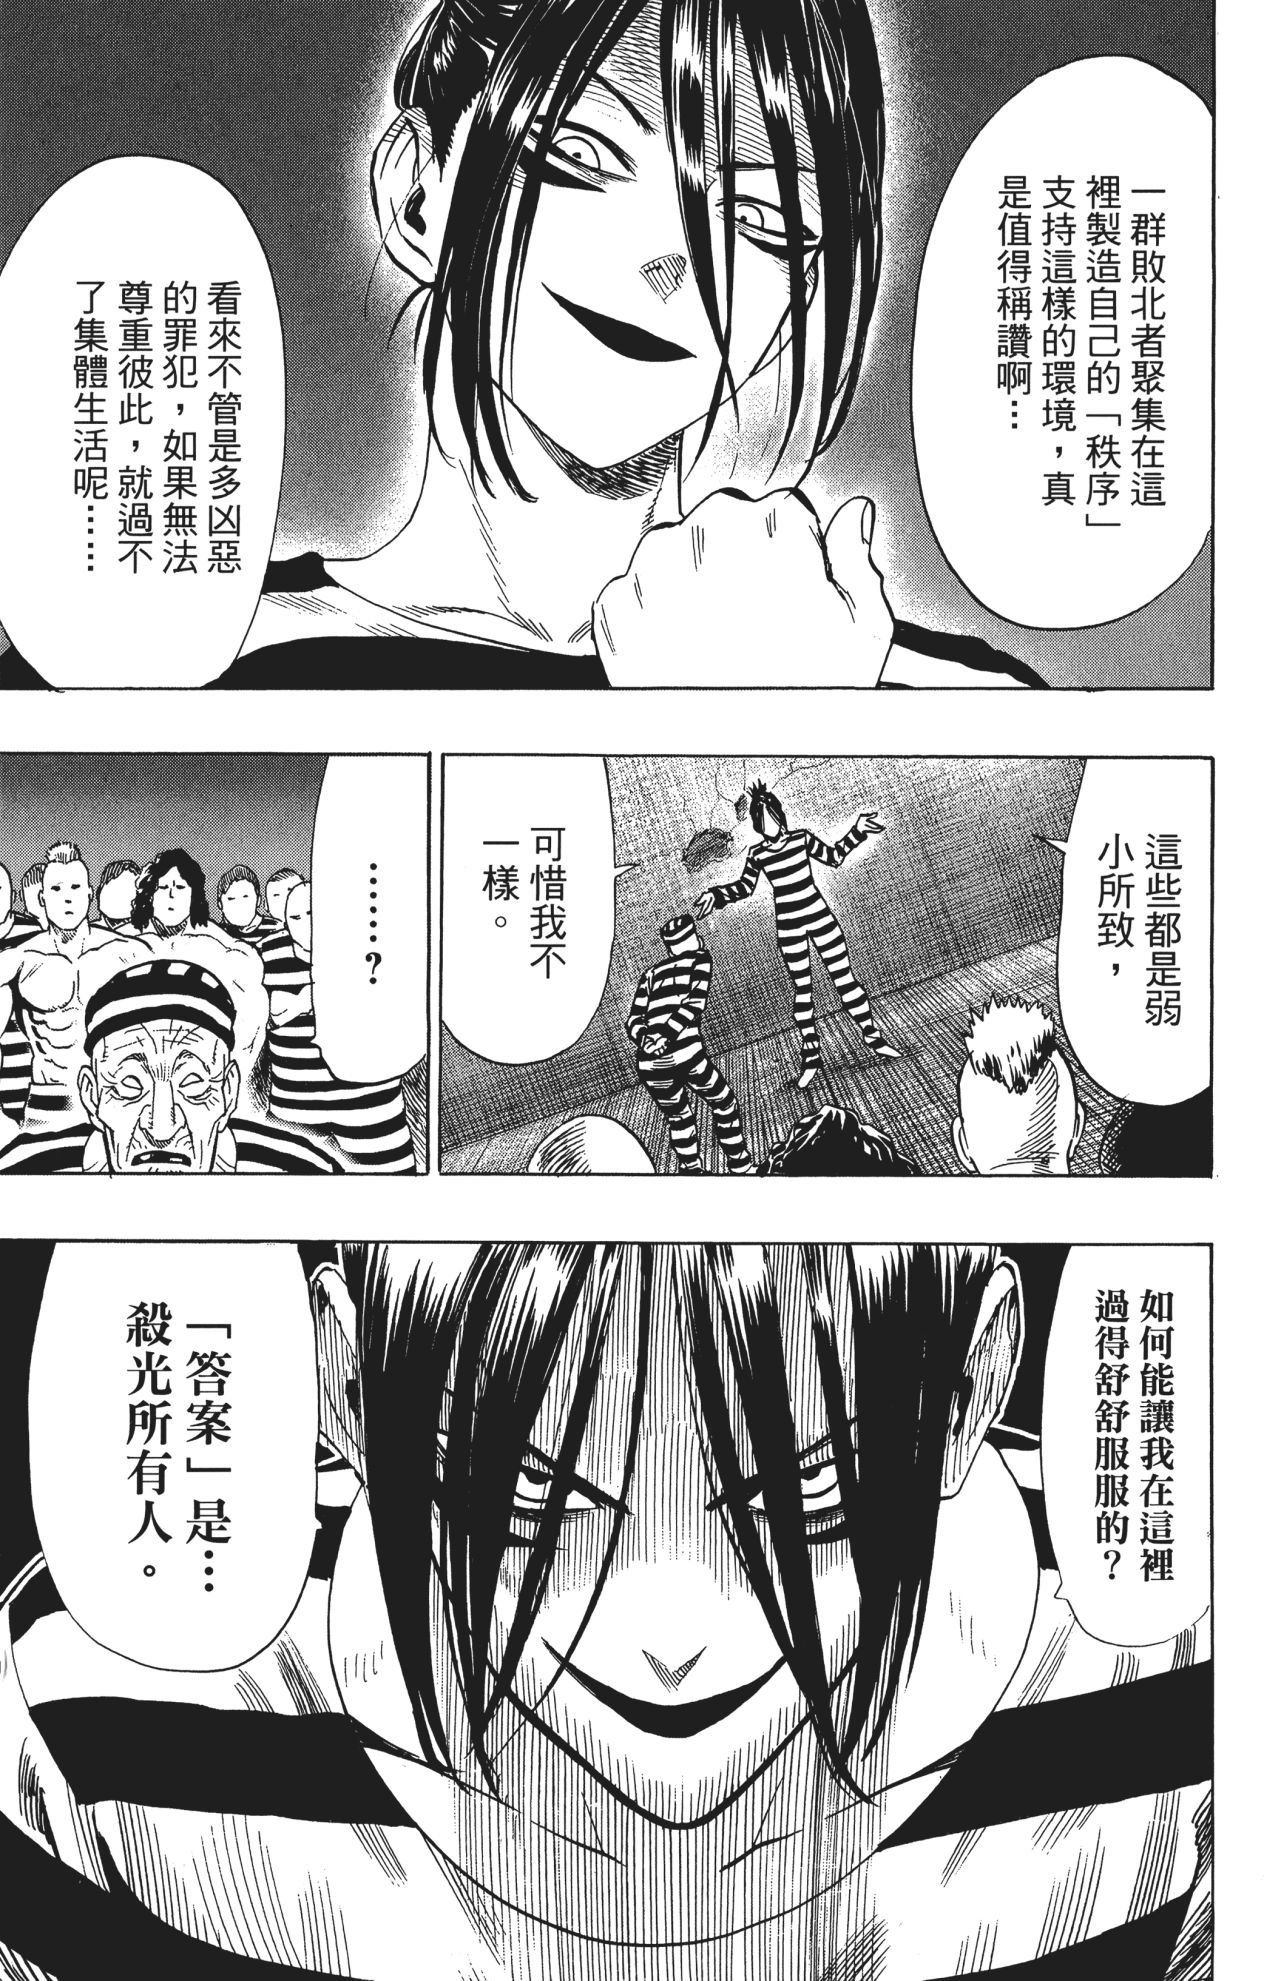 一群敗北者聚集在這
裡製造自己的「秩序」
支持這樣的環境，真
是值得稱讚啊…
看來不管是多凶惡
的罪犯，如果無法
尊重彼此，就過不
了集體生活呢……
這些都是弱
小所致，
可惜我不
一樣。
……？
如何能讓我在這裡
過得舒舒服服的？
「答案」是…
殺光所有人。